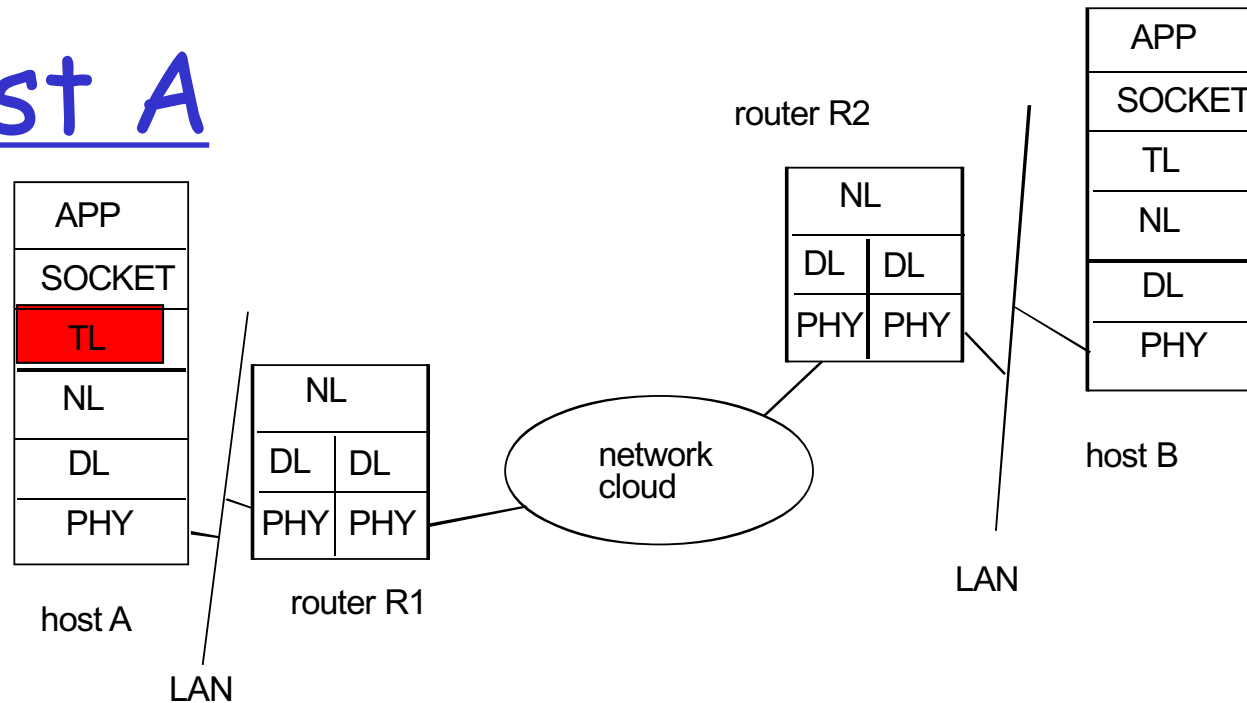 st A
APP
SOCKET
TL
NL
DL
PHY
host A
LAN
NL
DL DL
PHY PHY
router R1
network
cloud
router R2
NL
DL DL
PHY PHY
LAN
APP
SOCKET
TL
NL
DL
PHY
host B